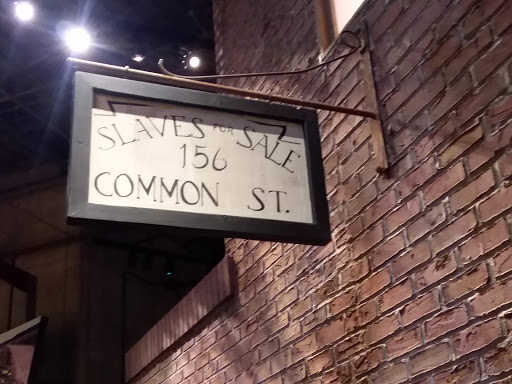 SLAVES FOR SALE
156
COMMON ST.